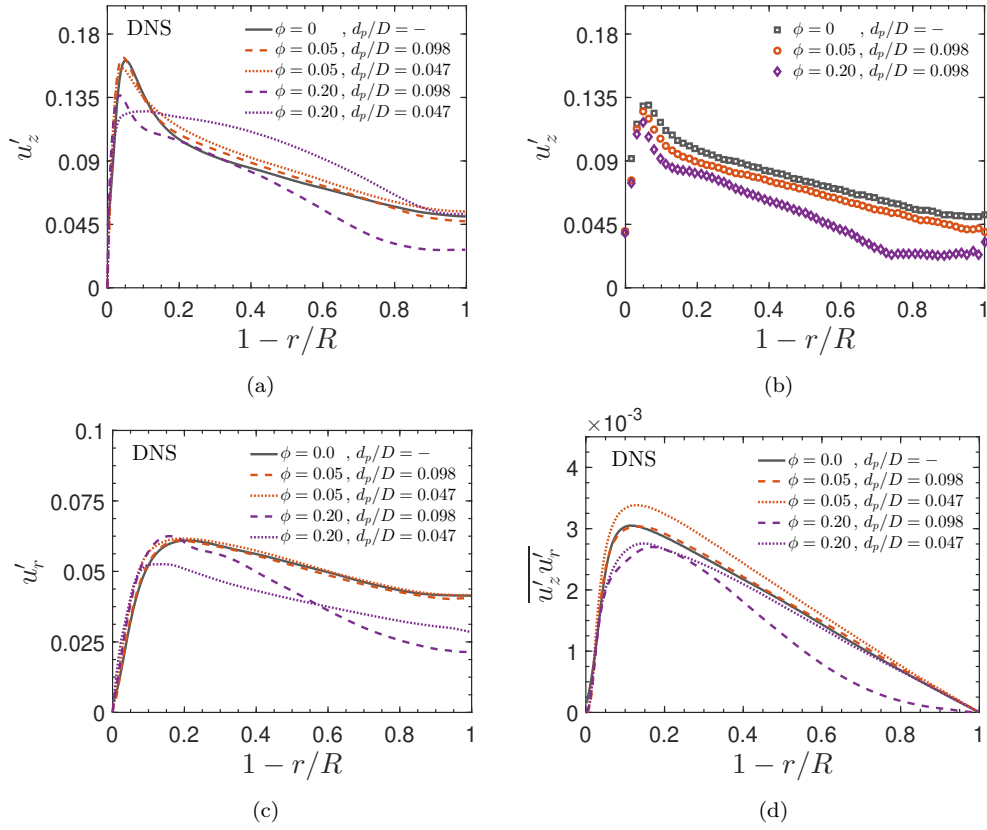 DNS
ϕ = 0 , d_p/D = −
ϕ = 0.05 , d_p/D = 0.098
ϕ = 0.05 , d_p/D = 0.047
ϕ = 0.20 , d_p/D = 0.098
ϕ = 0.20 , d_p/D = 0.047
0.18
0.135
0.09
0.045
0
u′_z
0 0.2 0.4 0.6 0.8 1
1 − r/R
(a)
ϕ = 0 , d_p/D = −
ϕ = 0.05 , d_p/D = 0.098
ϕ = 0.20 , d_p/D = 0.098
0.18
0.135
0.09
0.045
0
u′_z
0 0.2 0.4 0.6 0.8 1
1 − r/R
(b)
DNS
ϕ = 0.0 , d_p/D = −
ϕ = 0.05 , d_p/D = 0.098
ϕ = 0.05 , d_p/D = 0.047
ϕ = 0.20 , d_p/D = 0.098
ϕ = 0.20 , d_p/D = 0.047
0.1
0.075
0.05
0.025
0
u′_r
0 0.2 0.4 0.6 0.8 1
1 − r/R
(c)
×10⁻³
DNS
ϕ = 0.0 , d_p/D = −
ϕ = 0.05 , d_p/D = 0.098
ϕ = 0.05 , d_p/D = 0.047
ϕ = 0.20 , d_p/D = 0.098
ϕ = 0.20 , d_p/D = 0.047
4
3
2
1
0
u′_z u′_r
0 0.2 0.4 0.6 0.8 1
1 − r/R
(d)